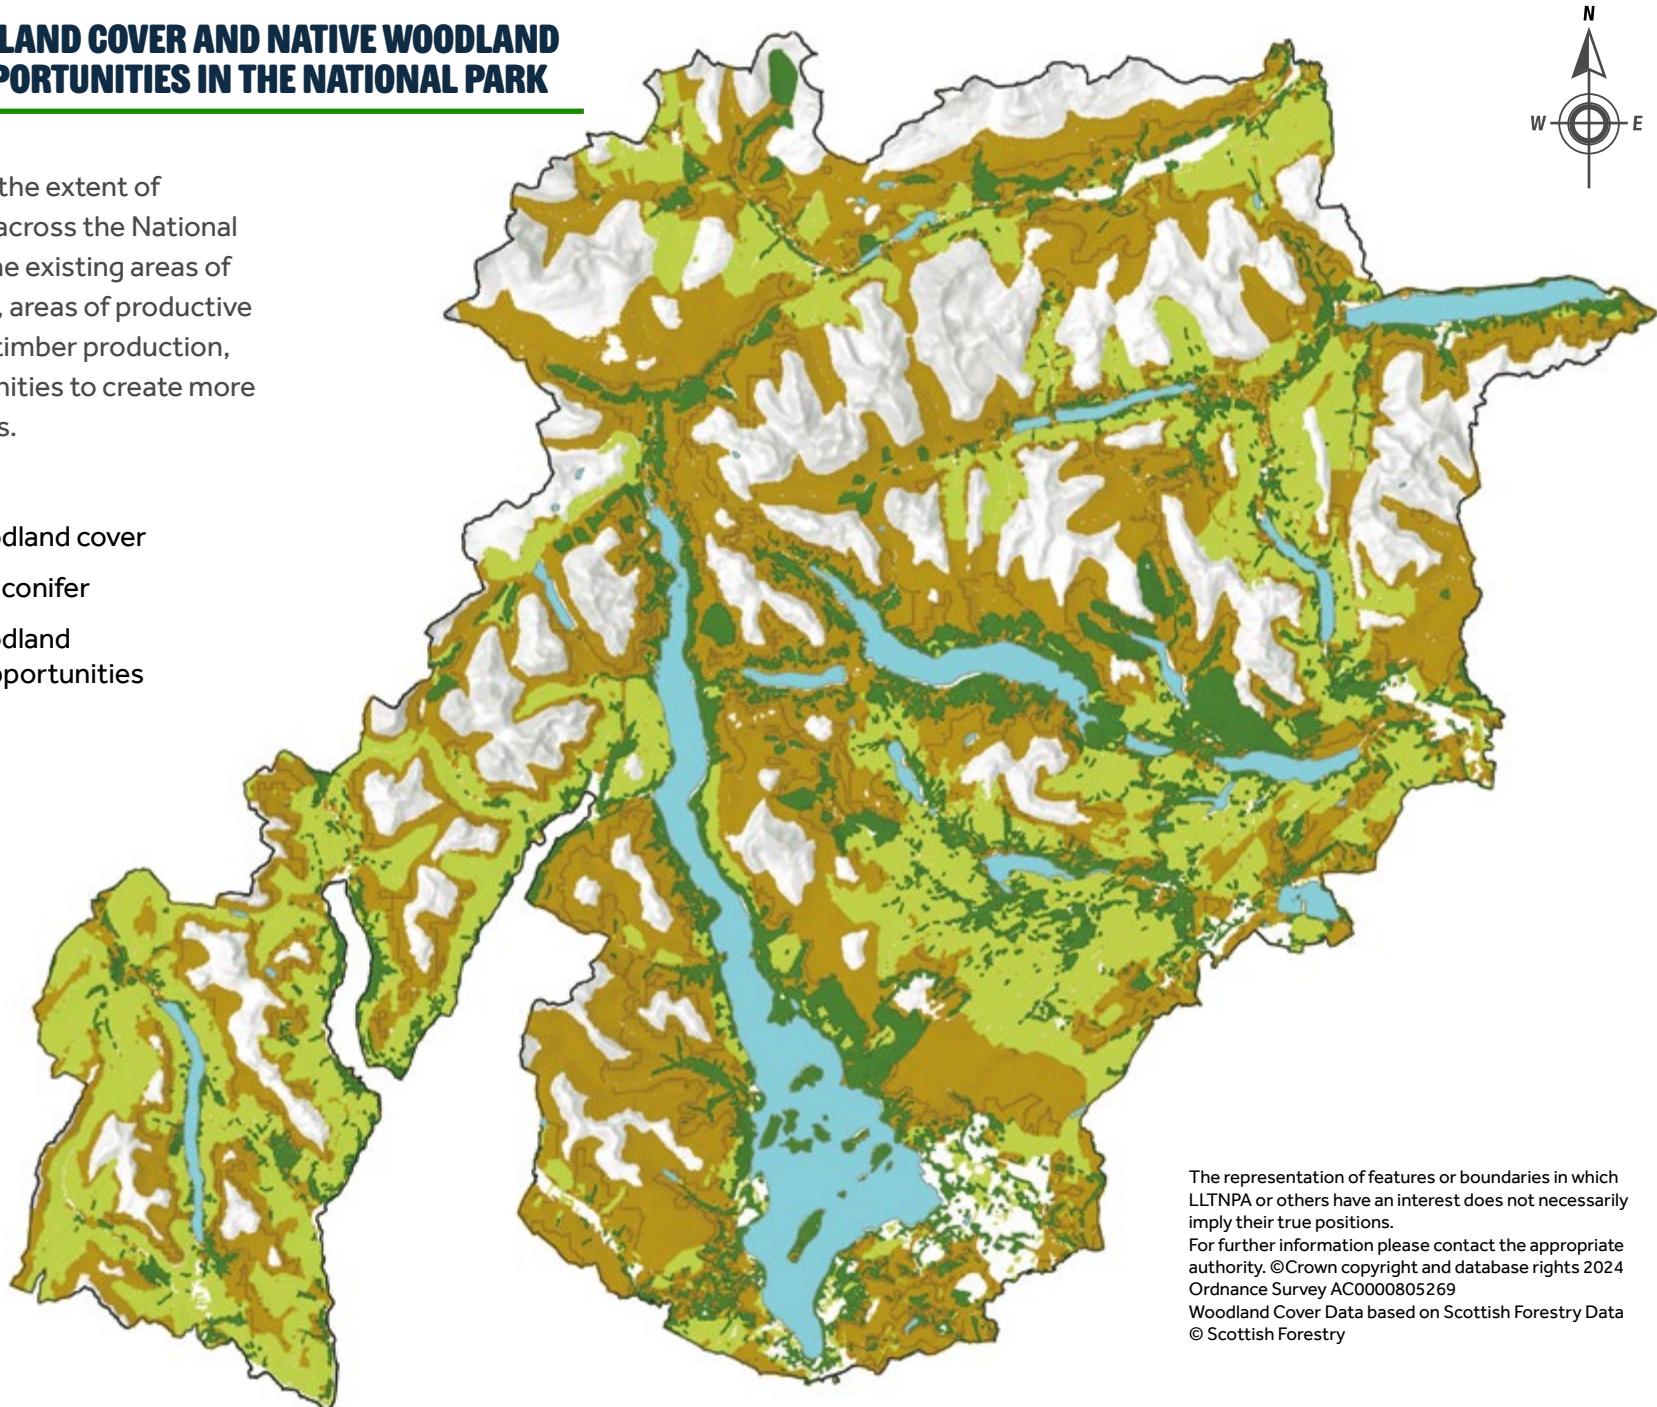 LAND COVER AND NATIVE WOODLAND
PORTUNITIES IN THE NATIONAL PARK
the extent of
across the National
ne existing areas of
, areas of productive
timber production,
nities to create more
s.
dland cover
conifer
dland
pportunities
N
W
E
The representation of features or boundaries in which
LLTNPA or others have an interest does not necessarily
imply their true positions.
For further information please contact the appropriate
authority. ©Crown copyright and database rights 2024
Ordnance Survey AC0000805269
Woodland Cover Data based on Scottish Forestry Data
© Scottish Forestry